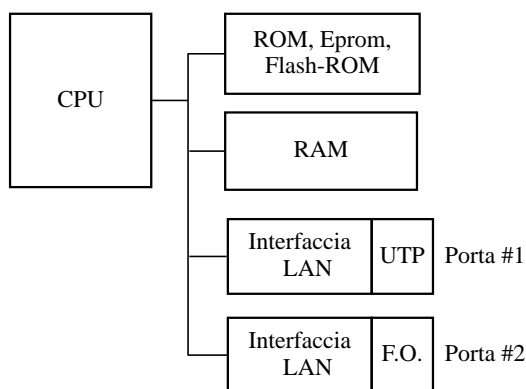 CPU
ROM, Eprom,
Flash-ROM
RAM
Interfaccia
LAN
UTP
Porta #1
Interfaccia
LAN
F.O.
Porta #2